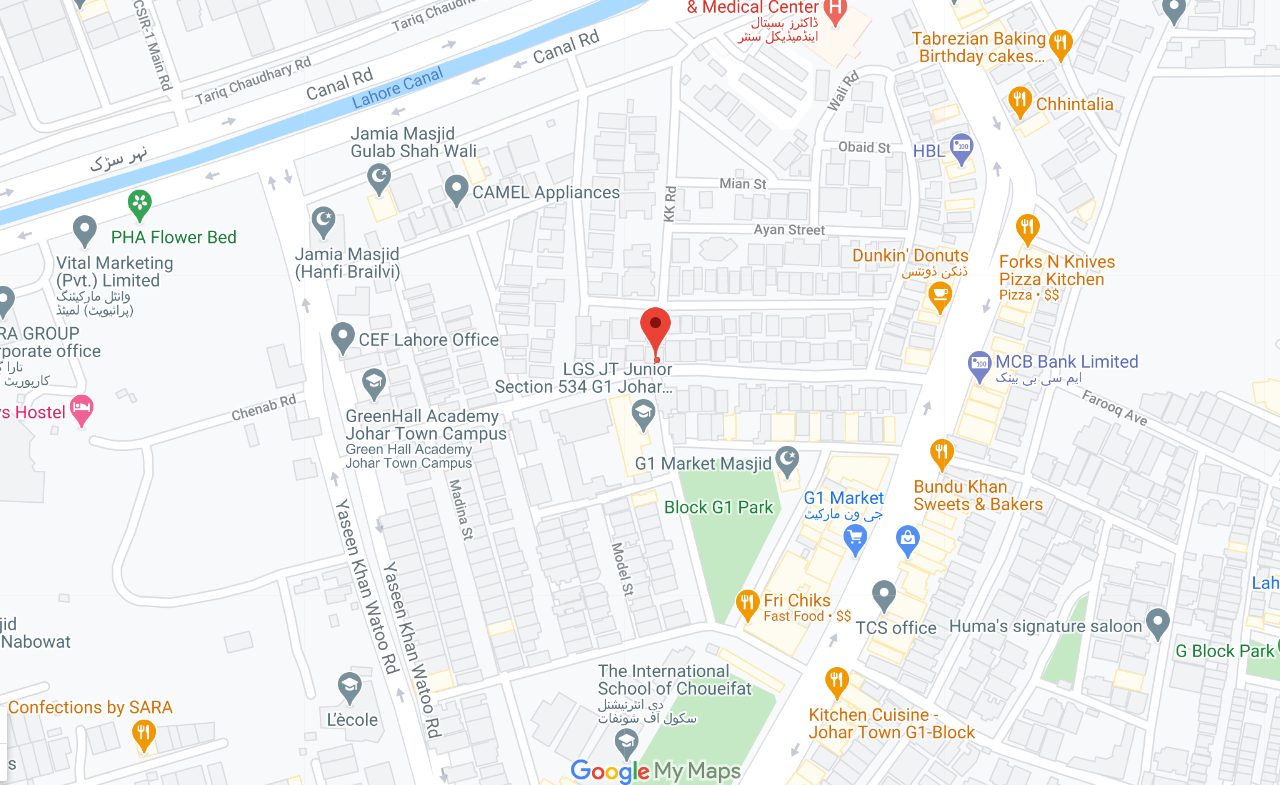 CSIR-1 Main Rd
Tariq Chaudhary Rd
Tariq Chaudhary Rd
Canal Rd
Canal Rd
Lahore Canal
نہر سڑک
& Medical Center
ڈاکٹرز ہسپتال
اینڈمیڈیکل سنٹر
Tabrezian Baking
Birthday cakes…
Chhintalia
Wali Rd
Obaid St
HBL
Jamia Masjid
Gulab Shah Wali
CAMEL Appliances
Mian St
KK Rd
Ayan Street
PHA Flower Bed
Jamia Masjid
(Hanfi Brailvi)
Vital Marketing
(Pvt.) Limited
وائٹل مارکیٹنگ
(پرائیویٹ) لمیٹڈ
Dunkin' Donuts
ڈنکن ڈونٹس
Forks N Knives
Pizza Kitchen
Pizza • $$
RA GROUP
rporate office
نارا گ
کارپوریٹ
CEF Lahore Office
LGS JT Junior
Section 534 G1 Johar…
MCB Bank Limited
ایم سی بی بینک
Farooq Ave
ys Hostel
Chenab Rd
GreenHall Academy
Johar Town Campus
Green Hall Academy
Johar Town Campus
G1 Market Masjid
Block G1 Park
G1 Market
جی ون مارکیٹ
Bundu Khan
Sweets & Bakers
Madina St
Model St
Yaseen Khan Watoo Rd
Yaseen Khan Watoo Rd
Fri Chiks
Fast Food • $$
TCS office
Huma's signature saloon
Lah
G Block Park
jid
Nabowat
The International
School of Choueifat
دی انٹرنیشنل
سکول آف شونفات
L'ècole
Confections by SARA
Kitchen Cuisine -
Johar Town G1-Block
s
Google My Maps